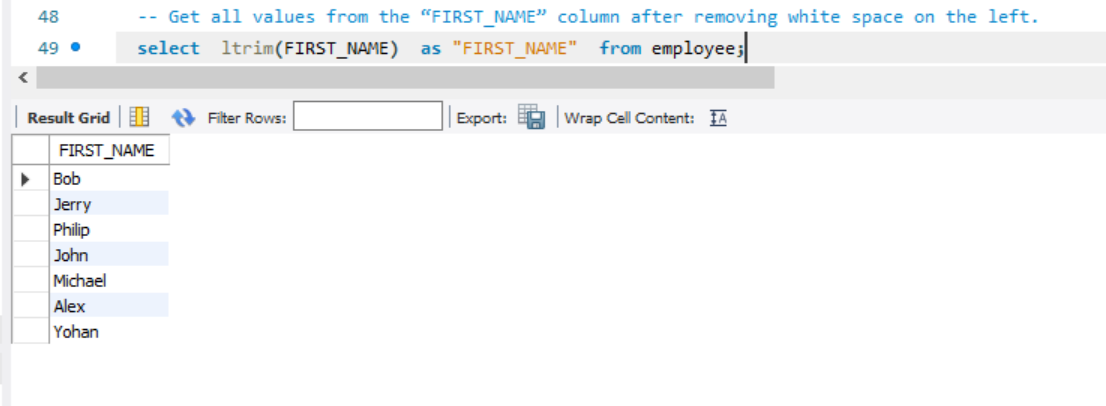 48 -- Get all values from the “FIRST_NAME” column after removing white space on the left.
49 select ltrim(FIRST_NAME) as "FIRST_NAME" from employee;
Result Grid Filter Rows: Export: Wrap Cell Content: IA
FIRST_NAME
Bob
Jerry
Philip
John
Michael
Alex
Yohan